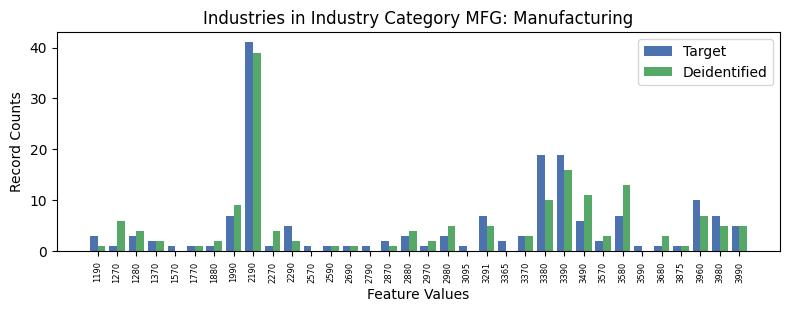 Industries in Industry Category MFG: Manufacturing
Target
Deidentified
Record Counts
40
30
20
10
0
1190 1270 1280 1370 1570 1770 1880 1990 2190 2270 2290 2570 2590 2690 2790 2870 2880 2970 2980 3095 3291 3365 3370 3380 3390 3490 3570 3580 3590 3680 3875 3960 3980 3990
Feature Values